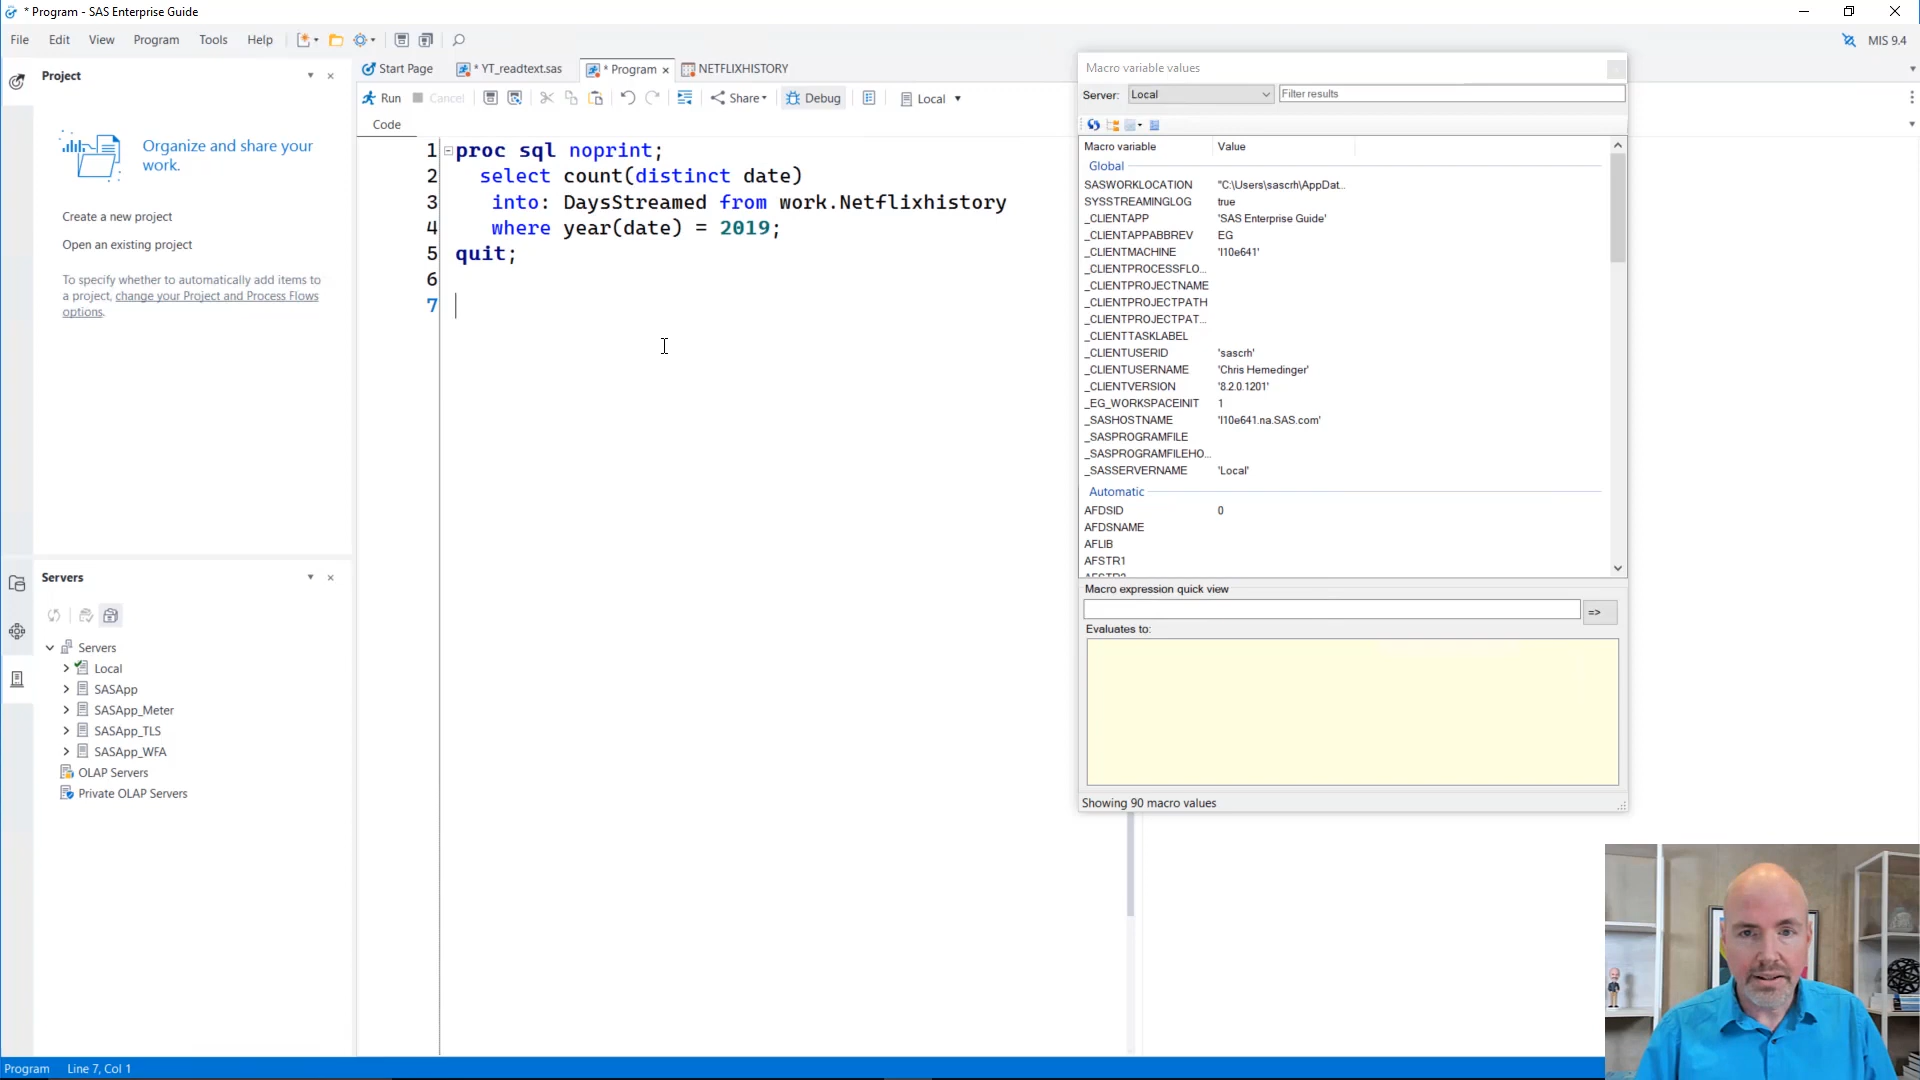 * Program - SAS Enterprise Guide
File Edit View Program Tools Help
MIS 9.4
Project
Organize and share your
work.
Create a new project
Open an existing project
To specify whether to automatically add items to
a project, change your Project and Process Flows
options.
Servers
Servers
Local
SASApp
SASApp_Meter
SASApp_TLS
SASApp_WFA
OLAP Servers
Private OLAP Servers
Start Page * YT_readtext.sas * Program NETFLIXHISTORY
Run Cancel Share Debug Local
Code
1 proc sql noprint;
2 select count(distinct date)
3 into: DaysStreamed from work.Netflixhistory
4 where year(date) = 2019;
5 quit;
6
7
Macro variable values
Server: Local Filter results
Macro variable Value
Global
SASWORKLOCATION "C:\Users\sascrh\AppDat...
SYSSTREAMINGLOG true
_CLIENTAPP 'SAS Enterprise Guide'
_CLIENTAPPABBREV EG
_CLIENTMACHINE 'l10e641'
_CLIENTPROCESSFLO...
_CLIENTPROJECTNAME
_CLIENTPROJECTPATH
_CLIENTPROJECTPAT...
_CLIENTTASKLABEL
_CLIENTUSERID 'sascrh'
_CLIENTUSERNAME 'Chris Hemedinger'
_CLIENTVERSION '8.2.0.1201'
_EG_WORKSPACEINIT 1
_SASHOSTNAME 'l10e641.na.SAS.com'
_SASPROGRAMFILE
_SASPROGRAMFILEHO...
_SASSERVERNAME 'Local'
Automatic
AFDSID 0
AFDSNAME
AFLIB
AFSTR1
AFSTR2
Macro expression quick view
=>
Evaluates to:
Showing 90 macro values
Program Line 7, Col 1